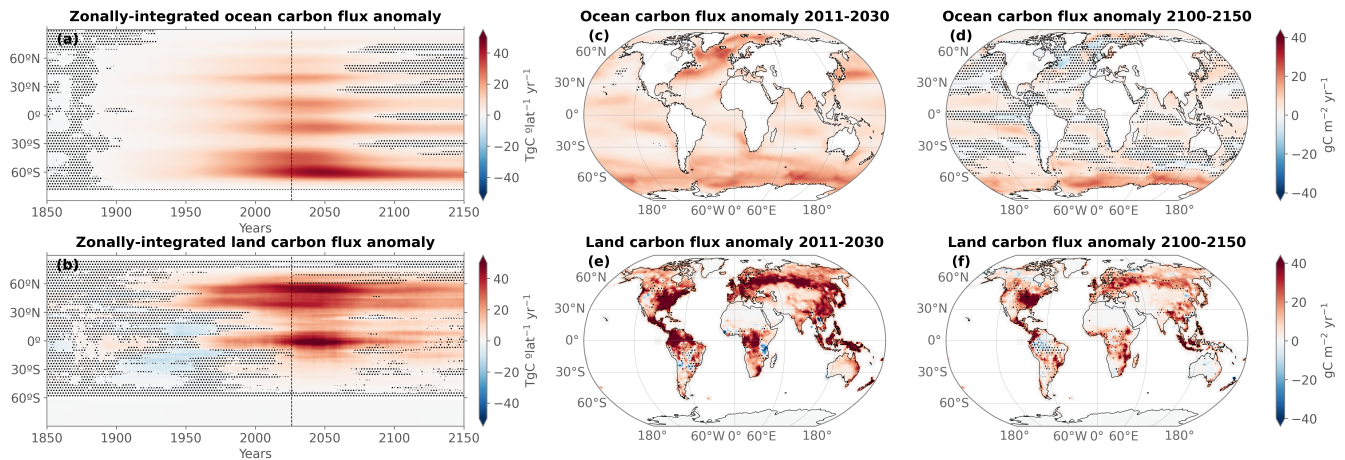 Zonally-integrated ocean carbon flux anomaly
(a)
60ºN
30ºN
0º
30ºS
60ºS
1850 1900 1950 2000 2050 2100 2150
Years
40
20
0
−20
−40
TgC ºlat⁻¹ yr⁻¹
Ocean carbon flux anomaly 2011-2030
(c)
60°N
30°N
0°
30°S
60°S
180° 60°W 0° 60°E 180°
Ocean carbon flux anomaly 2100-2150
(d)
60°N
30°N
0°
30°S
60°S
180° 60°W 0° 60°E 180°
40
20
0
−20
−40
gC m⁻² yr⁻¹
Zonally-integrated land carbon flux anomaly
(b)
60ºN
30ºN
0º
30ºS
60ºS
1850 1900 1950 2000 2050 2100 2150
Years
40
20
0
−20
−40
TgC ºlat⁻¹ yr⁻¹
Land carbon flux anomaly 2011-2030
(e)
60°N
30°N
0°
30°S
60°S
180° 60°W 0° 60°E 180°
Land carbon flux anomaly 2100-2150
(f)
60°N
30°N
0°
30°S
60°S
180° 60°W 0° 60°E 180°
40
20
0
−20
−40
gC m⁻² yr⁻¹